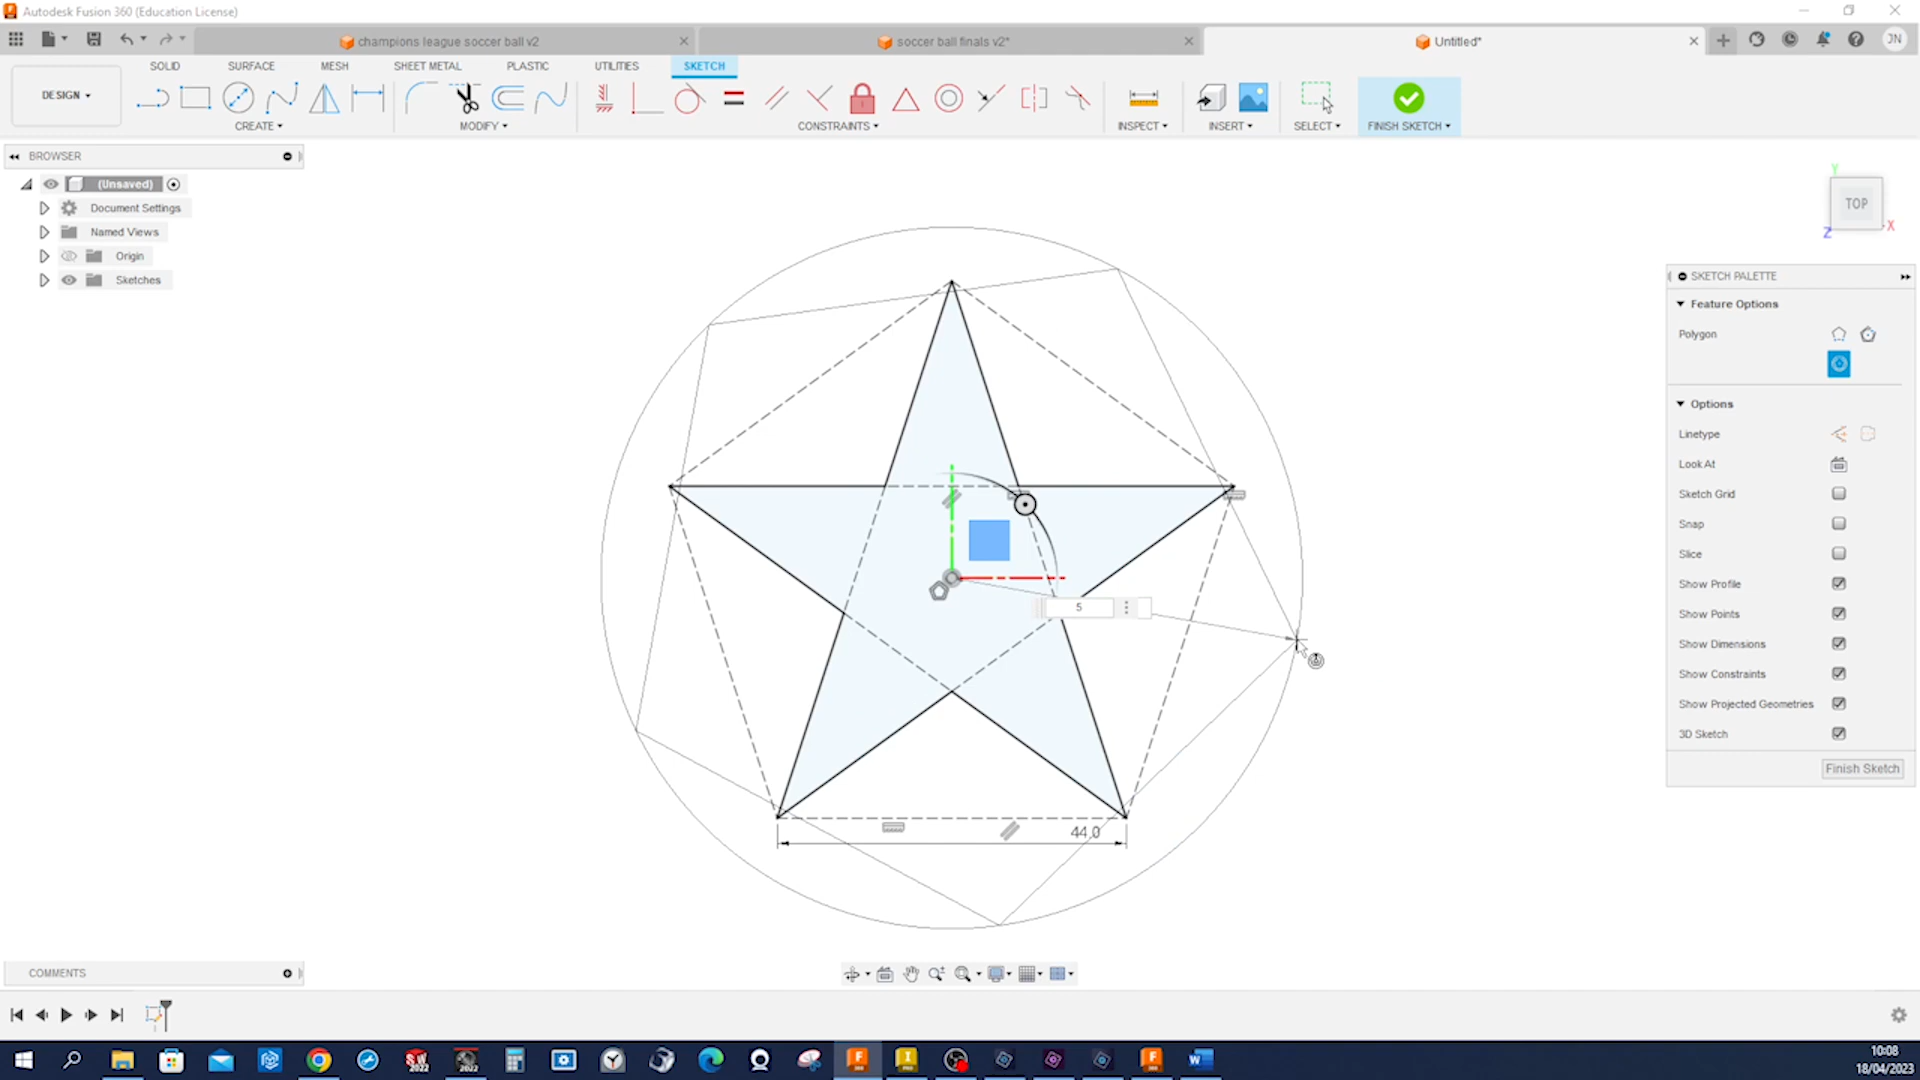 Autodesk Fusion 360 (Education License)
champions league soccer ball v2
soccer ball finals v2*
Untitled*
JN
DESIGN
SOLID
SURFACE
MESH
SHEET METAL
PLASTIC
UTILITIES
SKETCH
CREATE
MODIFY
CONSTRAINTS
INSPECT
INSERT
SELECT
FINISH SKETCH
BROWSER
(Unsaved)
Document Settings
Named Views
Origin
Sketches
Y
TOP
X
Z
SKETCH PALETTE
Feature Options
Polygon
Options
Linetype
Look At
Sketch Grid
Snap
Slice
Show Profile
Show Points
Show Dimensions
Show Constraints
Show Projected Geometries
3D Sketch
Finish Sketch
5
44.0
COMMENTS
SW
2022
2022
10:08
18/04/2023